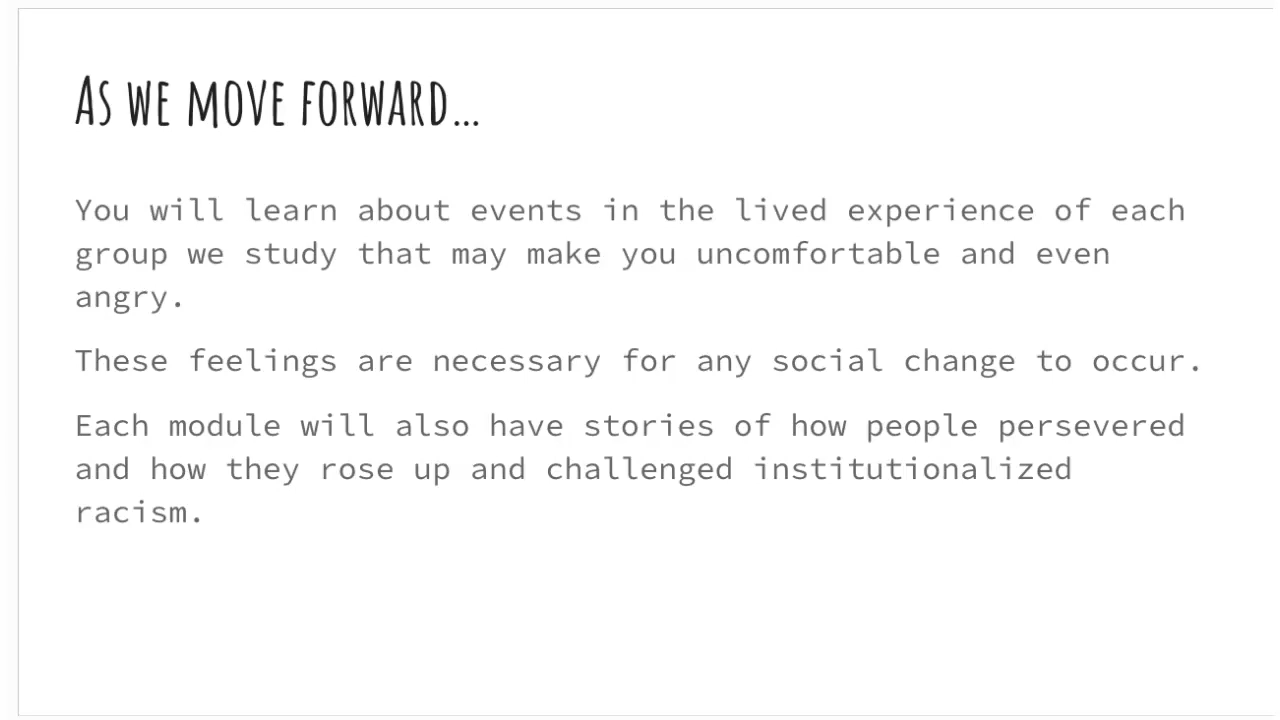 As we move forward…
You will learn about events in the lived experience of each
group we study that may make you uncomfortable and even
angry.
These feelings are necessary for any social change to occur.
Each module will also have stories of how people persevered
and how they rose up and challenged institutionalized
racism.